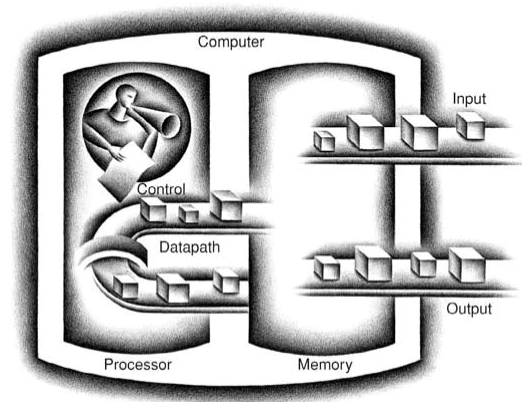 Computer
Input
Control
Datapath
Output
Processor
Memory